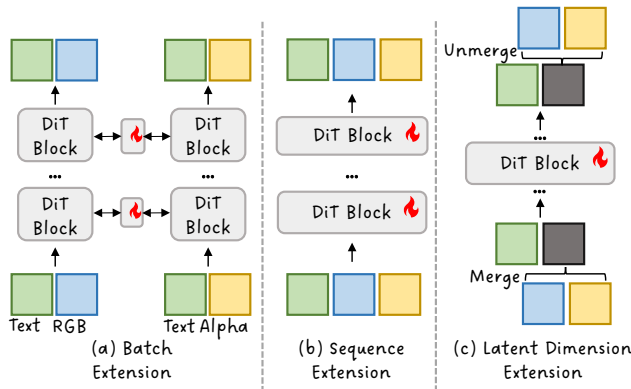 DiT
Block
DiT
Block
...
...
DiT
Block
DiT
Block
Text RGB
Text Alpha
(a) Batch
Extension
DiT Block
...
DiT Block
(b) Sequence
Extension
Unmerge
...
DiT Block
...
Merge
(c) Latent Dimension
Extension